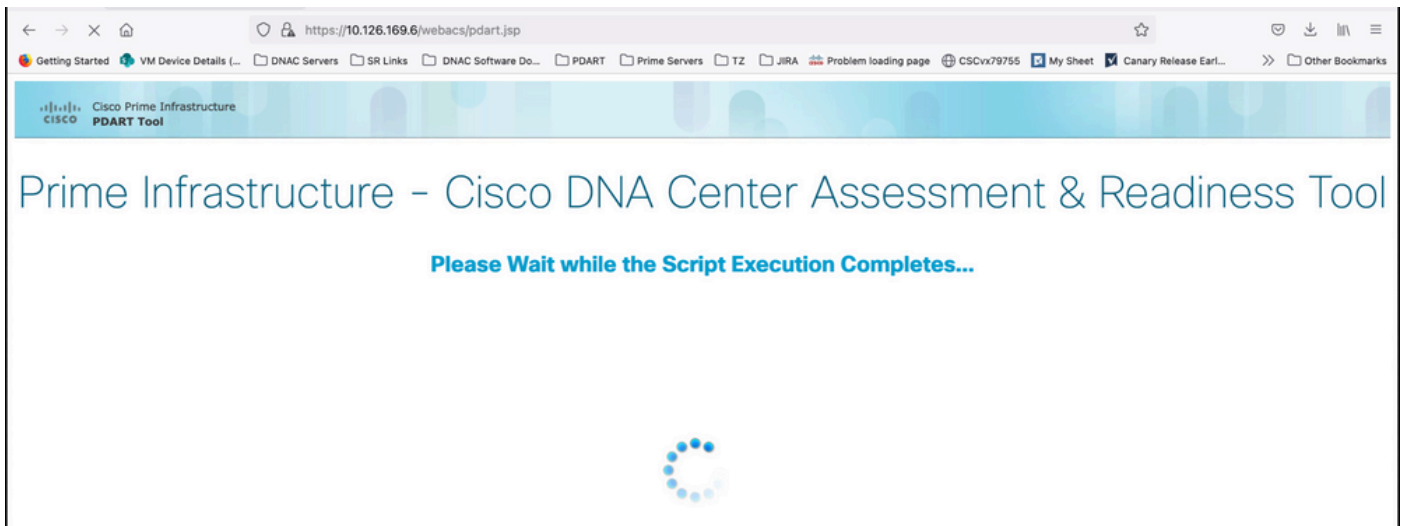 https://10.126.169.6/webacs/pdart.jsp
Getting Started VM Device Details (... DNAC Servers SR Links DNAC Software Do... PDART Prime Servers TZ JIRA Problem loading page CSCvx79755 My Sheet Canary Release Earl... Other Bookmarks
CISCO Cisco Prime Infrastructure
PDART Tool
Prime Infrastructure - Cisco DNA Center Assessment & Readiness Tool
Please Wait while the Script Execution Completes...